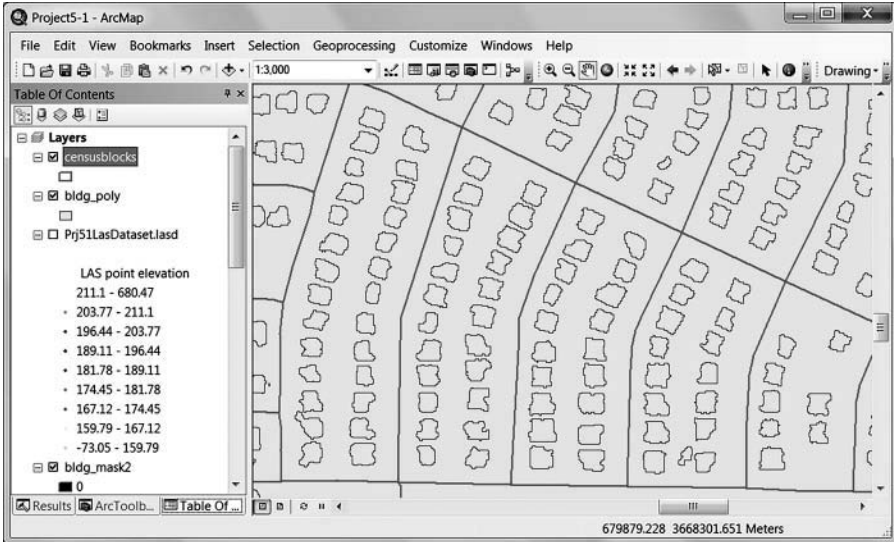 Project5-1 - ArcMap
File Edit View Bookmarks Insert Selection Geoprocessing Customize Windows Help
1:3,000
Drawing
Table Of Contents
Layers
censusblocks
bldg_poly
Prj51LasDataset.lasd
LAS point elevation
211.1 - 680.47
203.77 - 211.1
196.44 - 203.77
189.11 - 196.44
181.78 - 189.11
174.45 - 181.78
167.12 - 174.45
159.79 - 167.12
-73.05 - 159.79
bldg_mask2
0
Results ArcToolb... Table Of ...
679879.228 3668301.651 Meters